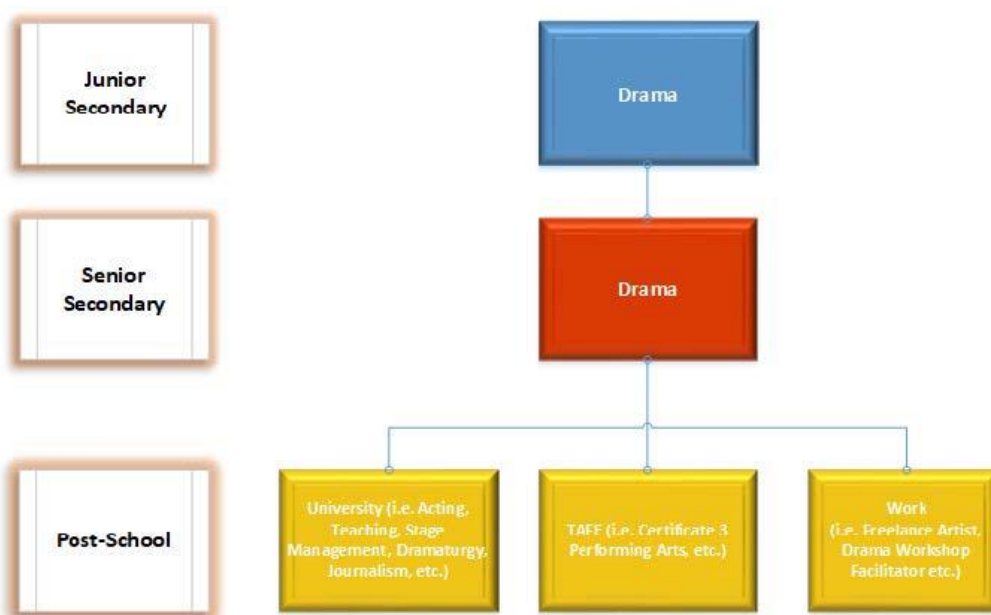 Junior
Secondary
Drama
Senior
Secondary
Drama
Post-School
University (i.e. Acting,
Teaching, Stage
Management, Dramaturgy,
Journalism, etc.)
TAFE (i.e. Certificate 3
Performing Arts, etc.)
Work
(i.e. Freelance Artist,
Drama Workshop
Facilitator etc.)